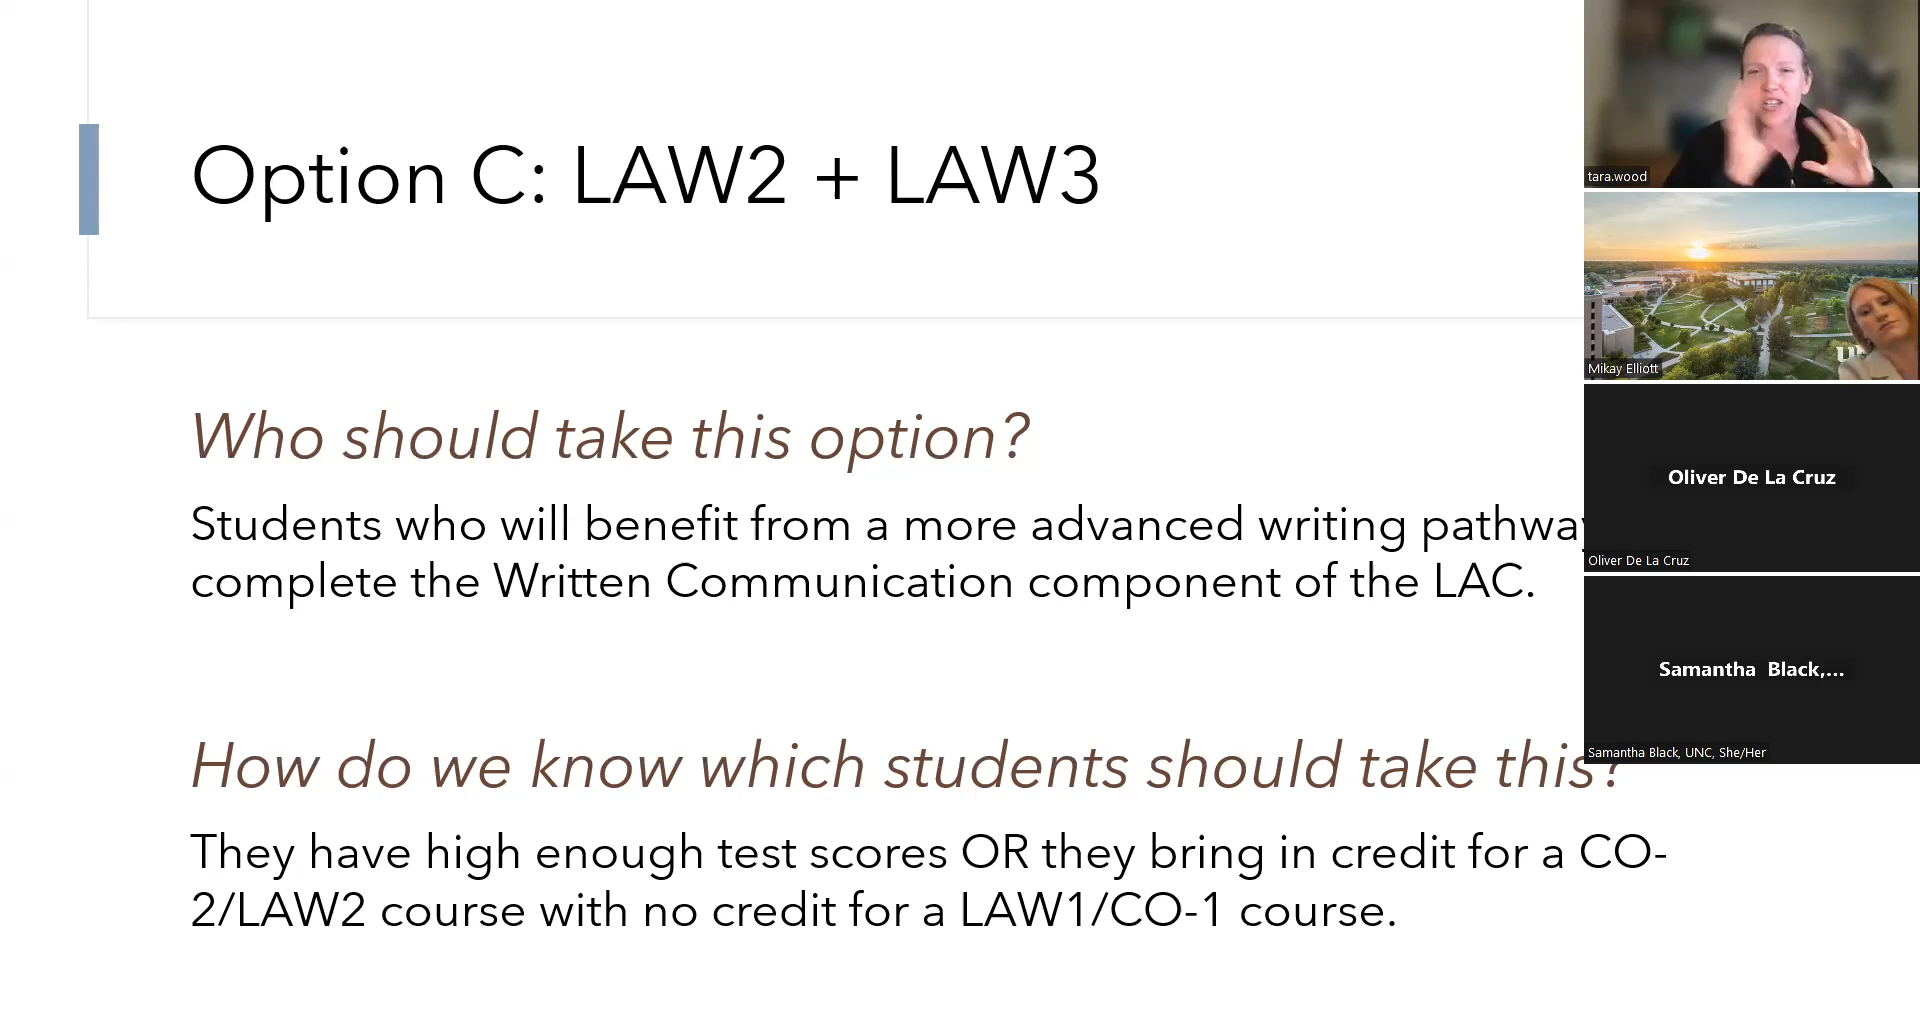 Option C: LAW2 + LAW3
Who should take this option?
Students who will benefit from a more advanced writing pathway
complete the Written Communication component of the LAC.
How do we know which students should take this?
They have high enough test scores OR they bring in credit for a CO-
2/LAW2 course with no credit for a LAW1/CO-1 course.
tara.wood
Mikay Elliott
Oliver De La Cruz
Oliver De La Cruz
Samantha Black,...
Samantha Black, UNC, She/Her